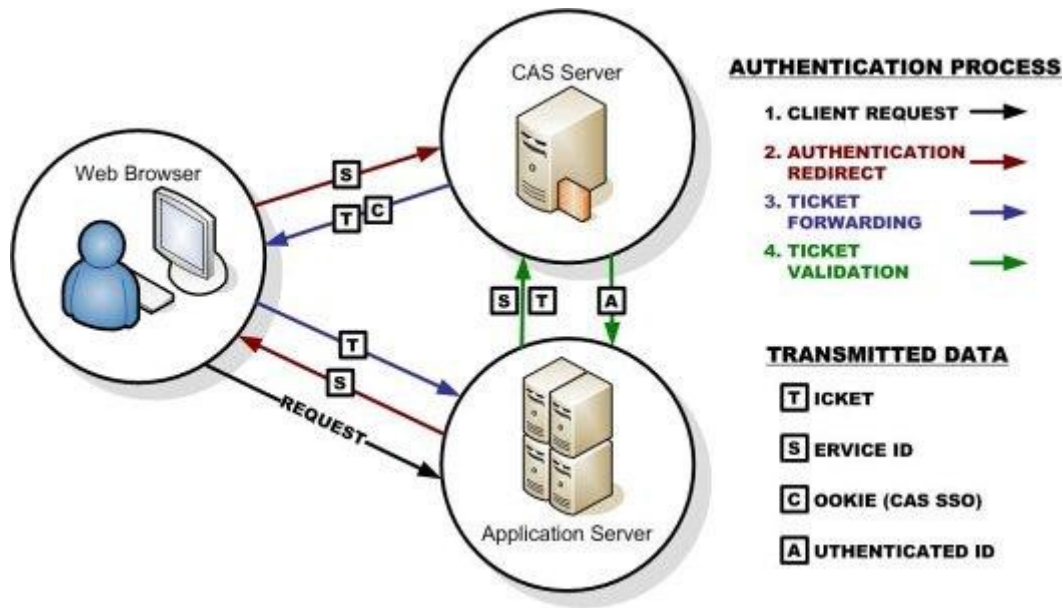 CAS Server
Web Browser
S
T C
S T
A
T
S
REQUEST
Application Server
AUTHENTICATION PROCESS
1. CLIENT REQUEST
2. AUTHENTICATION
REDIRECT
3. TICKET
FORWARDING
4. TICKET
VALIDATION
TRANSMITTED DATA
T ICKET
S ERVICE ID
C OOKIE (CAS SSO)
A UTHENTICATED ID